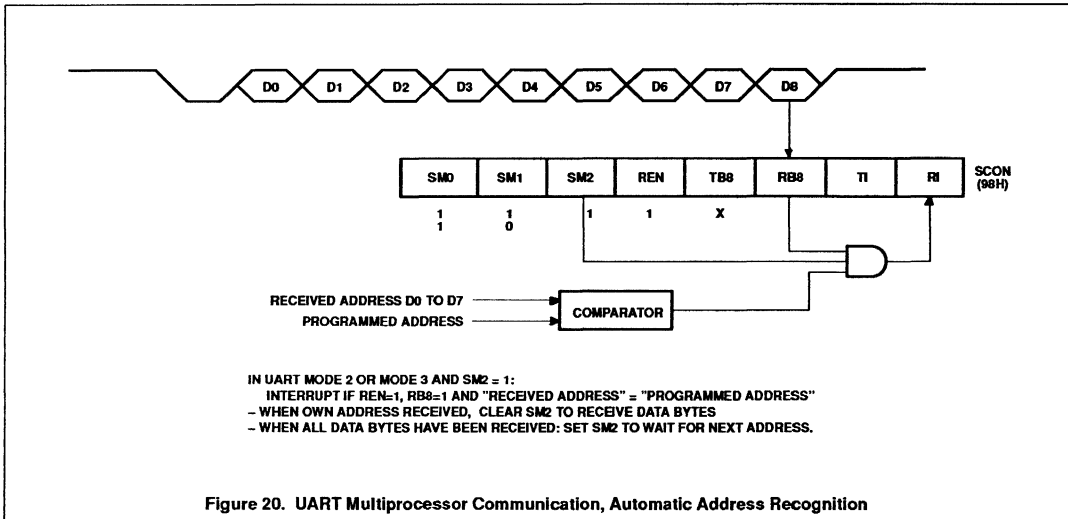 D0 D1 D2 D3 D4 D5 D6 D7 D8
SM0 SM1 SM2 REN TB8 RB8 TI RI
SCON
(98H)
1 1 1 1 X
1 0
RECEIVED ADDRESS D0 TO D7
PROGRAMMED ADDRESS
COMPARATOR
IN UART MODE 2 OR MODE 3 AND SM2 = 1:
INTERRUPT IF REN=1, RB8=1 AND "RECEIVED ADDRESS" = "PROGRAMMED ADDRESS"
– WHEN OWN ADDRESS RECEIVED, CLEAR SM2 TO RECEIVE DATA BYTES
– WHEN ALL DATA BYTES HAVE BEEN RECEIVED: SET SM2 TO WAIT FOR NEXT ADDRESS.
Figure 20. UART Multiprocessor Communication, Automatic Address Recognition